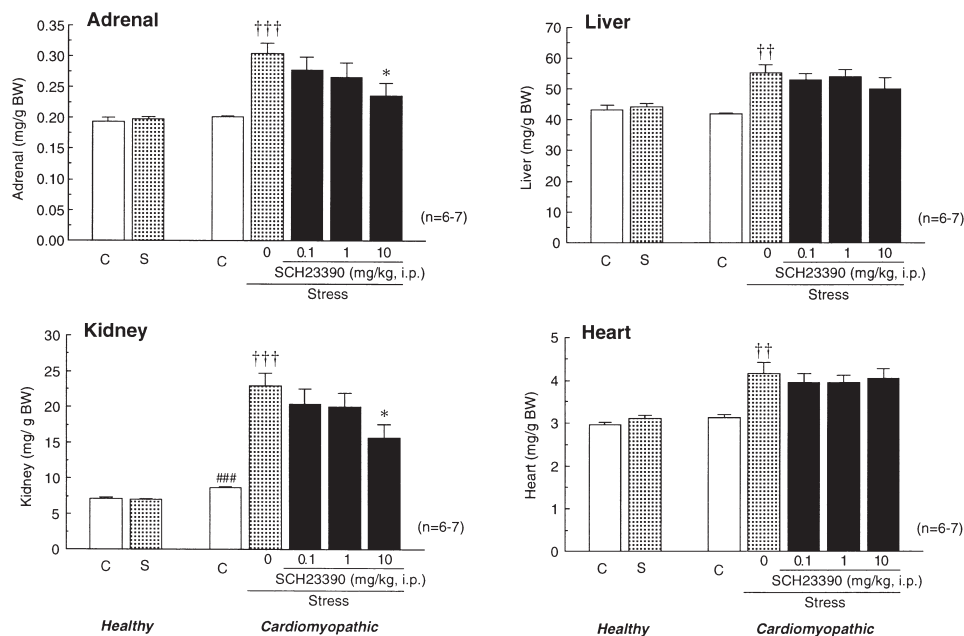 Adrenal
†††
*
0.35
0.30
0.25
0.20
0.15
0.10
0.05
0.00
Adrenal (mg/g BW)
(n=6-7)
C S C 0 0.1 1 10
SCH23390 (mg/kg, i.p.)
Stress
Liver
††
70
60
50
40
30
20
10
0
Liver (mg/g BW)
(n=6-7)
C S C 0 0.1 1 10
SCH23390 (mg/kg, i.p.)
Stress
Kidney
†††
*
###
30
25
20
15
10
5
0
Kidney (mg/ g BW)
(n=6-7)
C S C 0 0.1 1 10
SCH23390 (mg/kg, i.p.)
Stress
Healthy Cardiomyopathic
Heart
††
5
4
3
2
1
0
Heart (mg/g BW)
(n=6-7)
C S C 0 0.1 1 10
SCH23390 (mg/kg, i.p.)
Stress
Healthy Cardiomyopathic